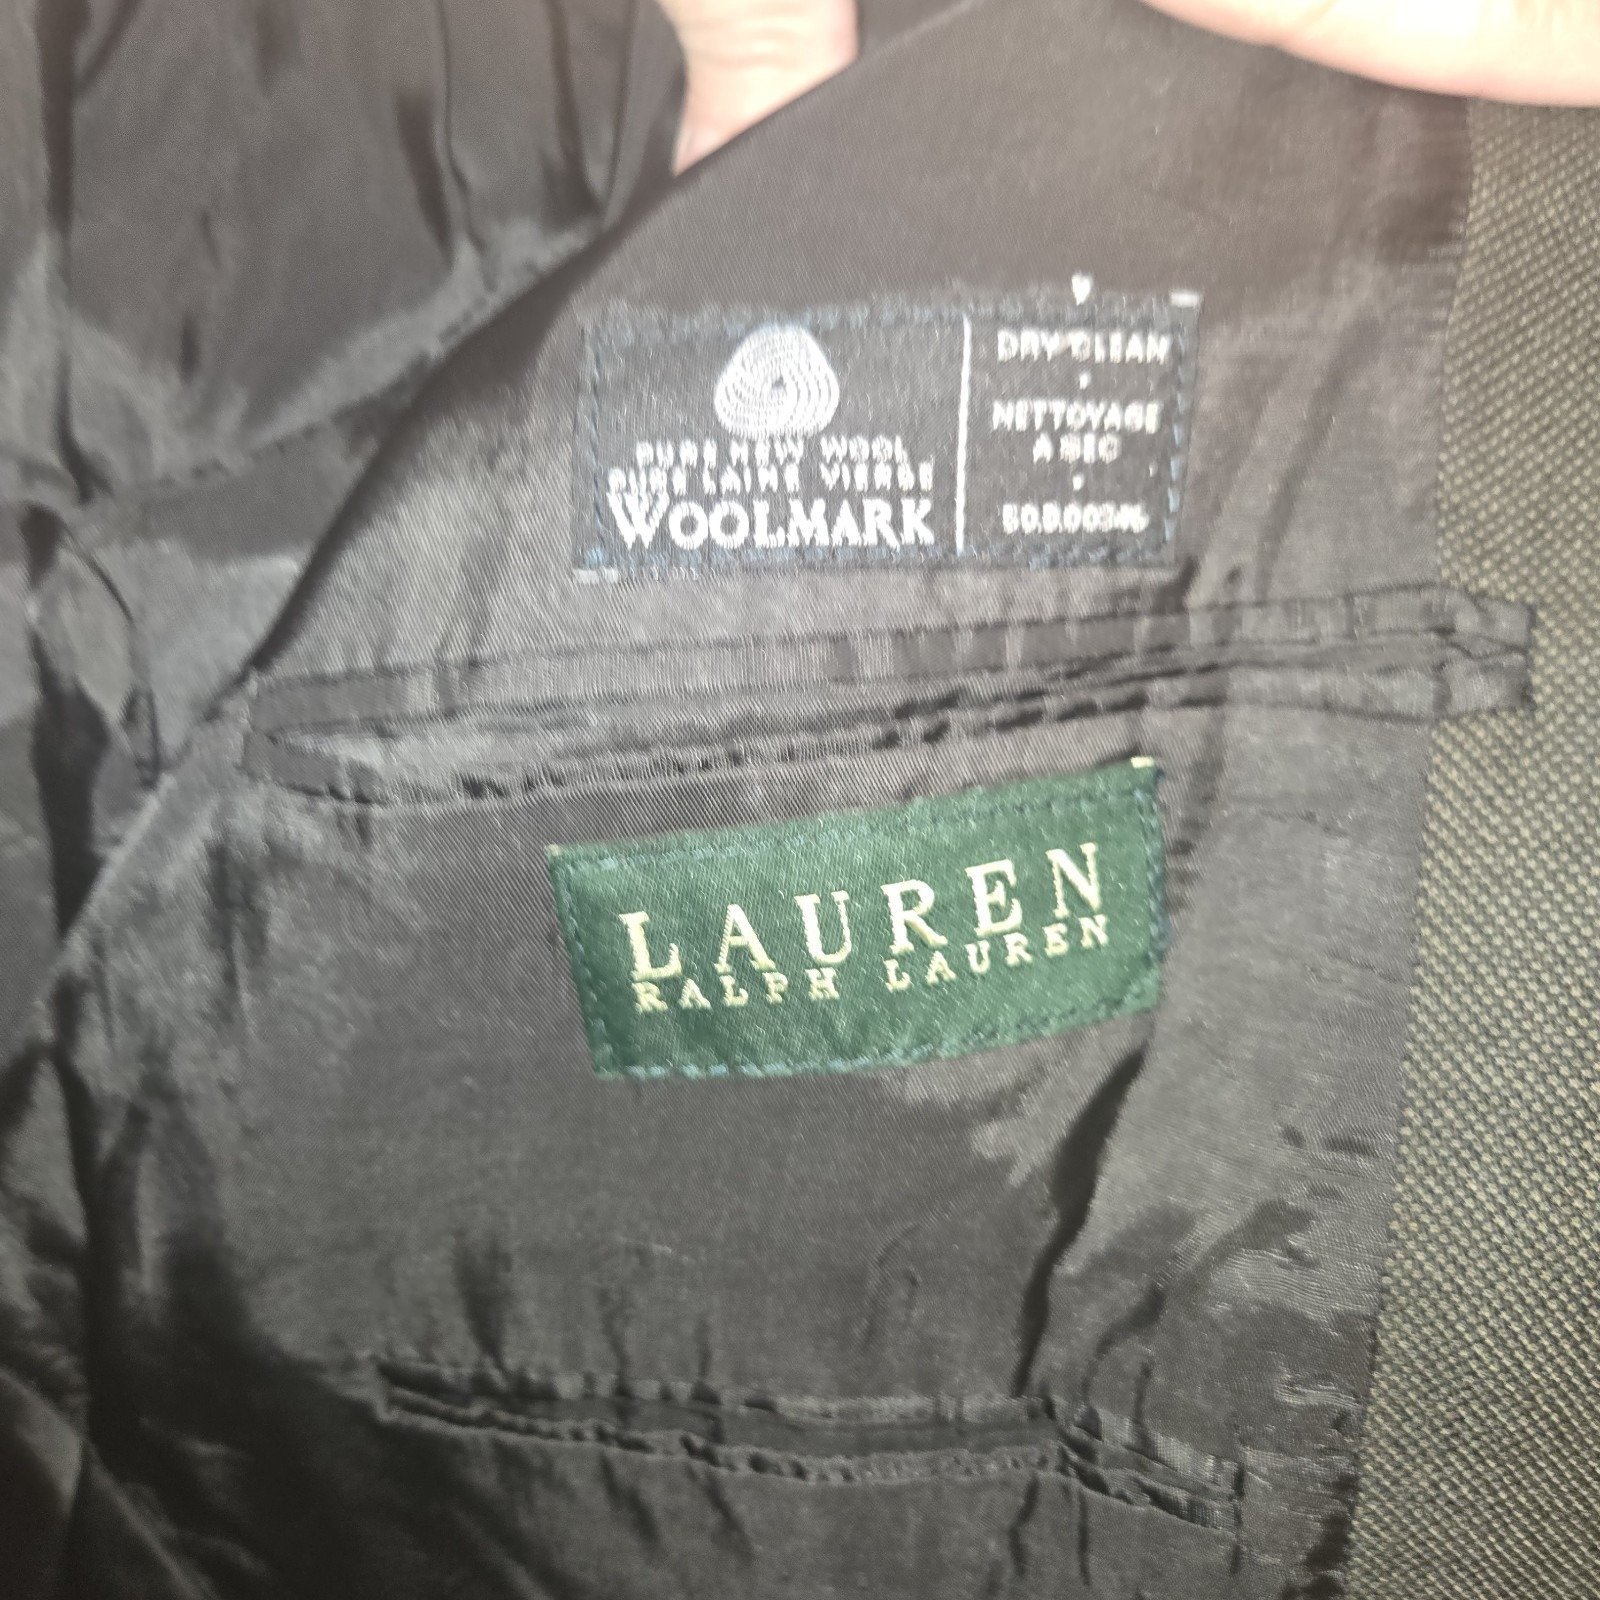 PURE NEW WOOL
PURE LAINE VIERGE
WOOLMARK
DRY CLEAN
NETTOYAGE
A SEC
LAUREN
RALPH LAUREN